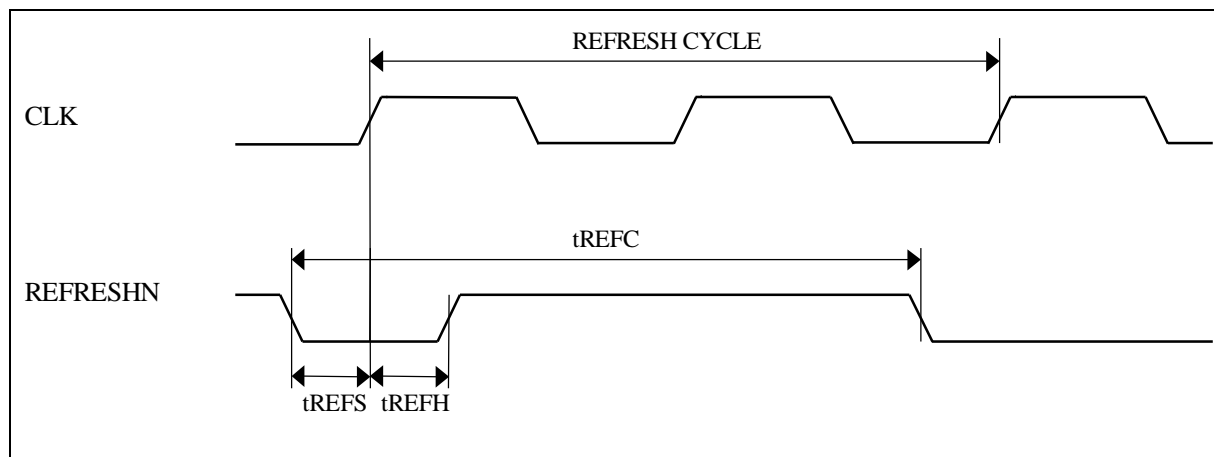 REFRESH CYCLE
CLK
tREFC
REFRESHN
tREFS
tREFH